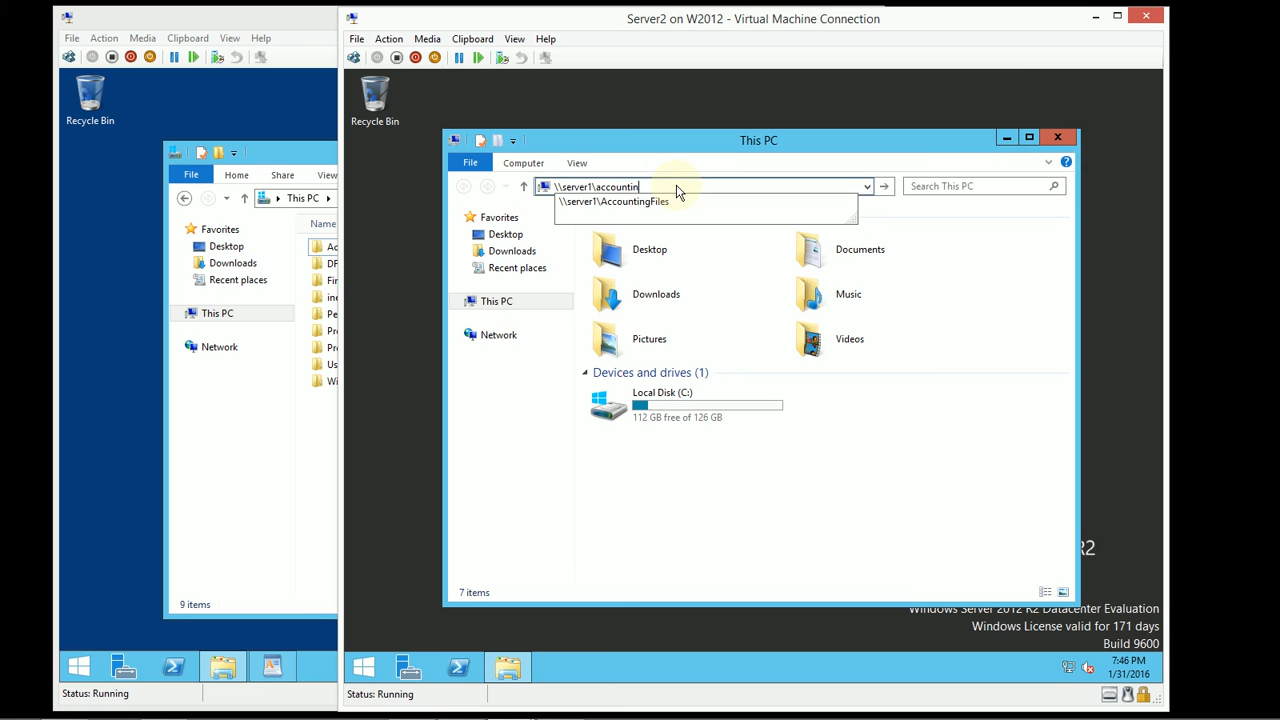 File Action Media Clipboard View Help
Recycle Bin
File Home Share View
This PC
Name
Favorites
Desktop
Downloads
Recent places
This PC
Network
9 items
Status: Running
Server2 on W2012 - Virtual Machine Connection
File Action Media Clipboard View Help
Recycle Bin
This PC
File Computer View
\\server1\accountin
Search This PC
\\server1\AccountingFiles
Favorites
Desktop
Downloads
Recent places
This PC
Network
Desktop
Documents
Downloads
Music
Pictures
Videos
Devices and drives (1)
Local Disk (C:)
112 GB free of 126 GB
7 items
R2
Windows Server 2012 R2 Datacenter Evaluation
Windows License valid for 171 days
Build 9600
7:46 PM
1/31/2016
Status: Running